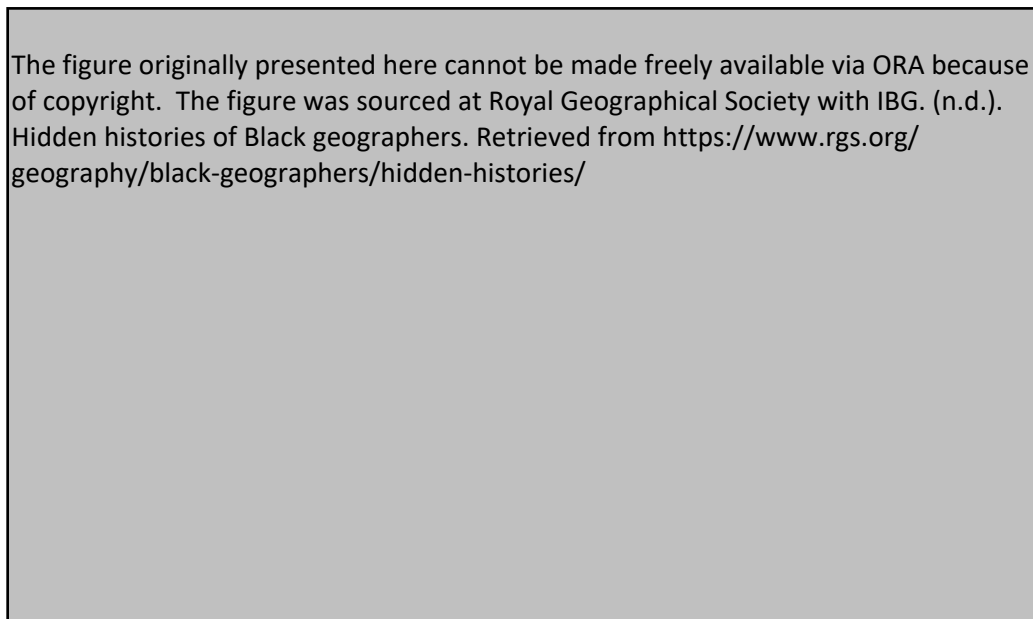 The figure originally presented here cannot be made freely available via ORA because
of copyright.  The figure was sourced at Royal Geographical Society with IBG. (n.d.).
Hidden histories of Black geographers. Retrieved from https://www.rgs.org/
geography/black-geographers/hidden-histories/